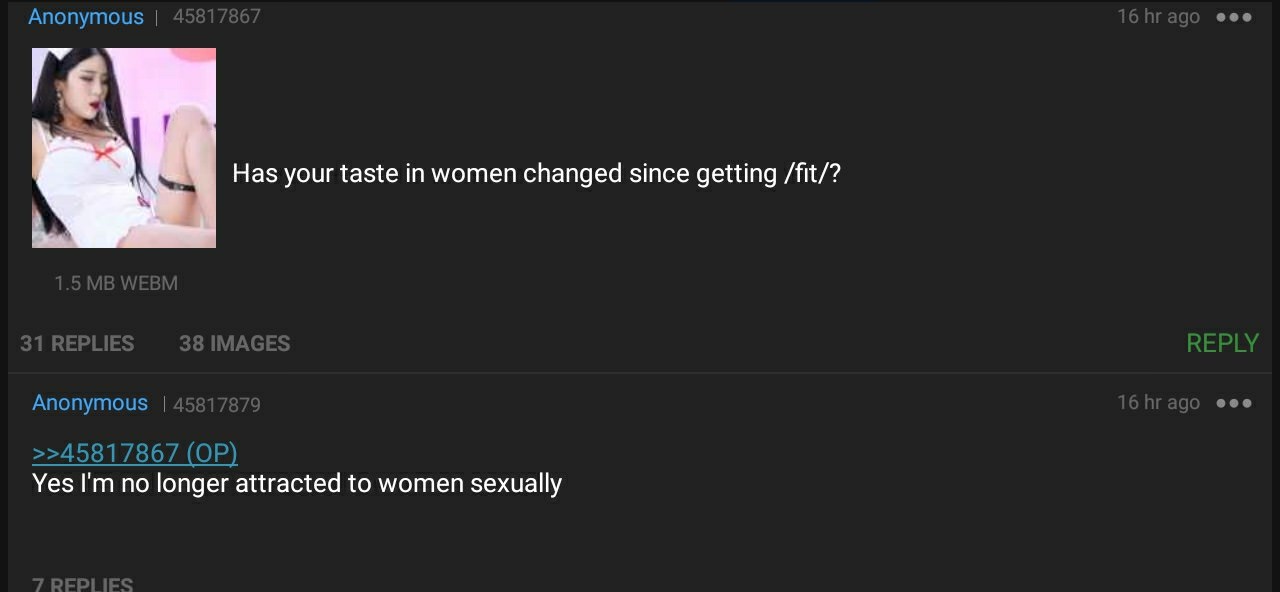 Anonymous | 45817867 16 hr ago
Has your taste in women changed since getting /fit/?
1.5 MB WEBM
31 REPLIES 38 IMAGES REPLY
Anonymous | 45817879 16 hr ago
>>45817867 (OP)
Yes I'm no longer attracted to women sexually
7 REPLIES